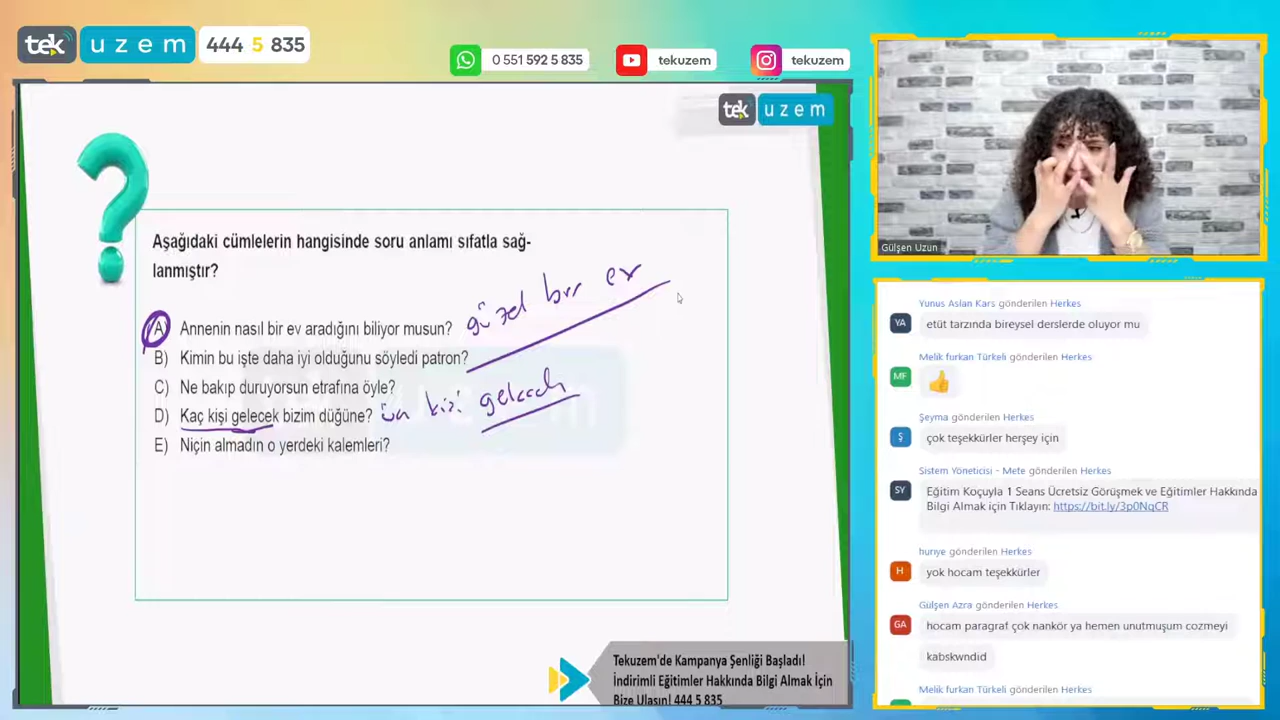 tek
uzem
444 5 835
0 551 592 5 835
tekuzem
tekuzem
tek uzem
Aşağıdaki cümlelerin hangisinde soru anlamı sıfatla sağ-
lanmıştır?
güzel bir ev
A) Annenin nasıl bir ev aradığını biliyor musun?
B) Kimin bu işte daha iyi olduğunu söyledi patron?
C) Ne bakıp duruyorsun etrafına öyle?
D) Kaç kişi gelecek bizim düğüne?
kişi gelecek
E) Niçin almadın o yerdeki kalemleri?
Tekuzem'de Kampanya Şenliği Başladı!
İndirimli Eğitimler Hakkında Bilgi Almak İçin
Bize Ulaşın! 444 5 835
Gülşen Uzun
Yunus Aslan Kars gönderilen Herkes
YA
etüt tarzında bireysel derslerde oluyor mu
Melik furkan Türkeli gönderilen Herkes
MF
Şeyma gönderilen Herkes
Ş
çok teşekkürler herşey için
Sistem Yöneticisi - Mete gönderilen Herkes
SY
Eğitim Koçuyla 1 Seans Ücretsiz Görüşmek ve Eğitimler Hakkında
Bilgi Almak için Tıklayın: https://bit.ly/3p0NqCR
huriye gönderilen Herkes
H
yok hocam teşekkürler
Gülşen Azra gönderilen Herkes
GA
hocam paragraf çok nankör ya hemen unutmuşum cozmeyi
kabskwndıd
Melik furkan Türkeli gönderilen Herkes